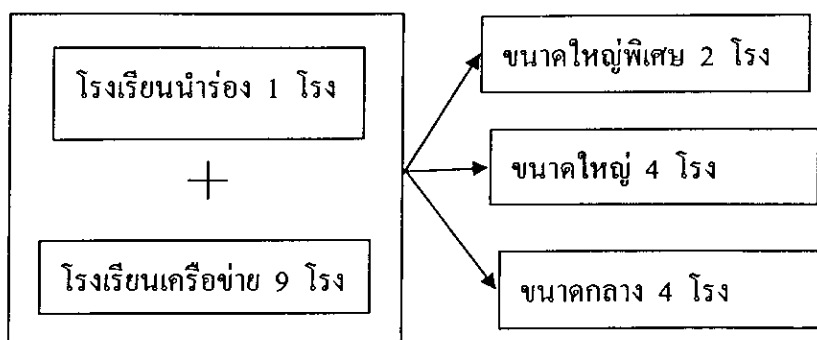 โรงเรียนนำร่อง 1 โรง
+
โรงเรียนเครือข่าย 9 โรง
ขนาดใหญ่พิเศษ 2 โรง
ขนาดใหญ่ 4 โรง
ขนาดกลาง 4 โรง